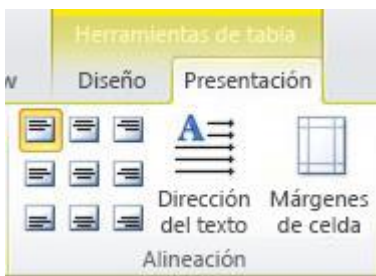 Herramientas de tabla
w Diseño Presentación
A
Dirección del texto
Márgenes de celda
Alineación